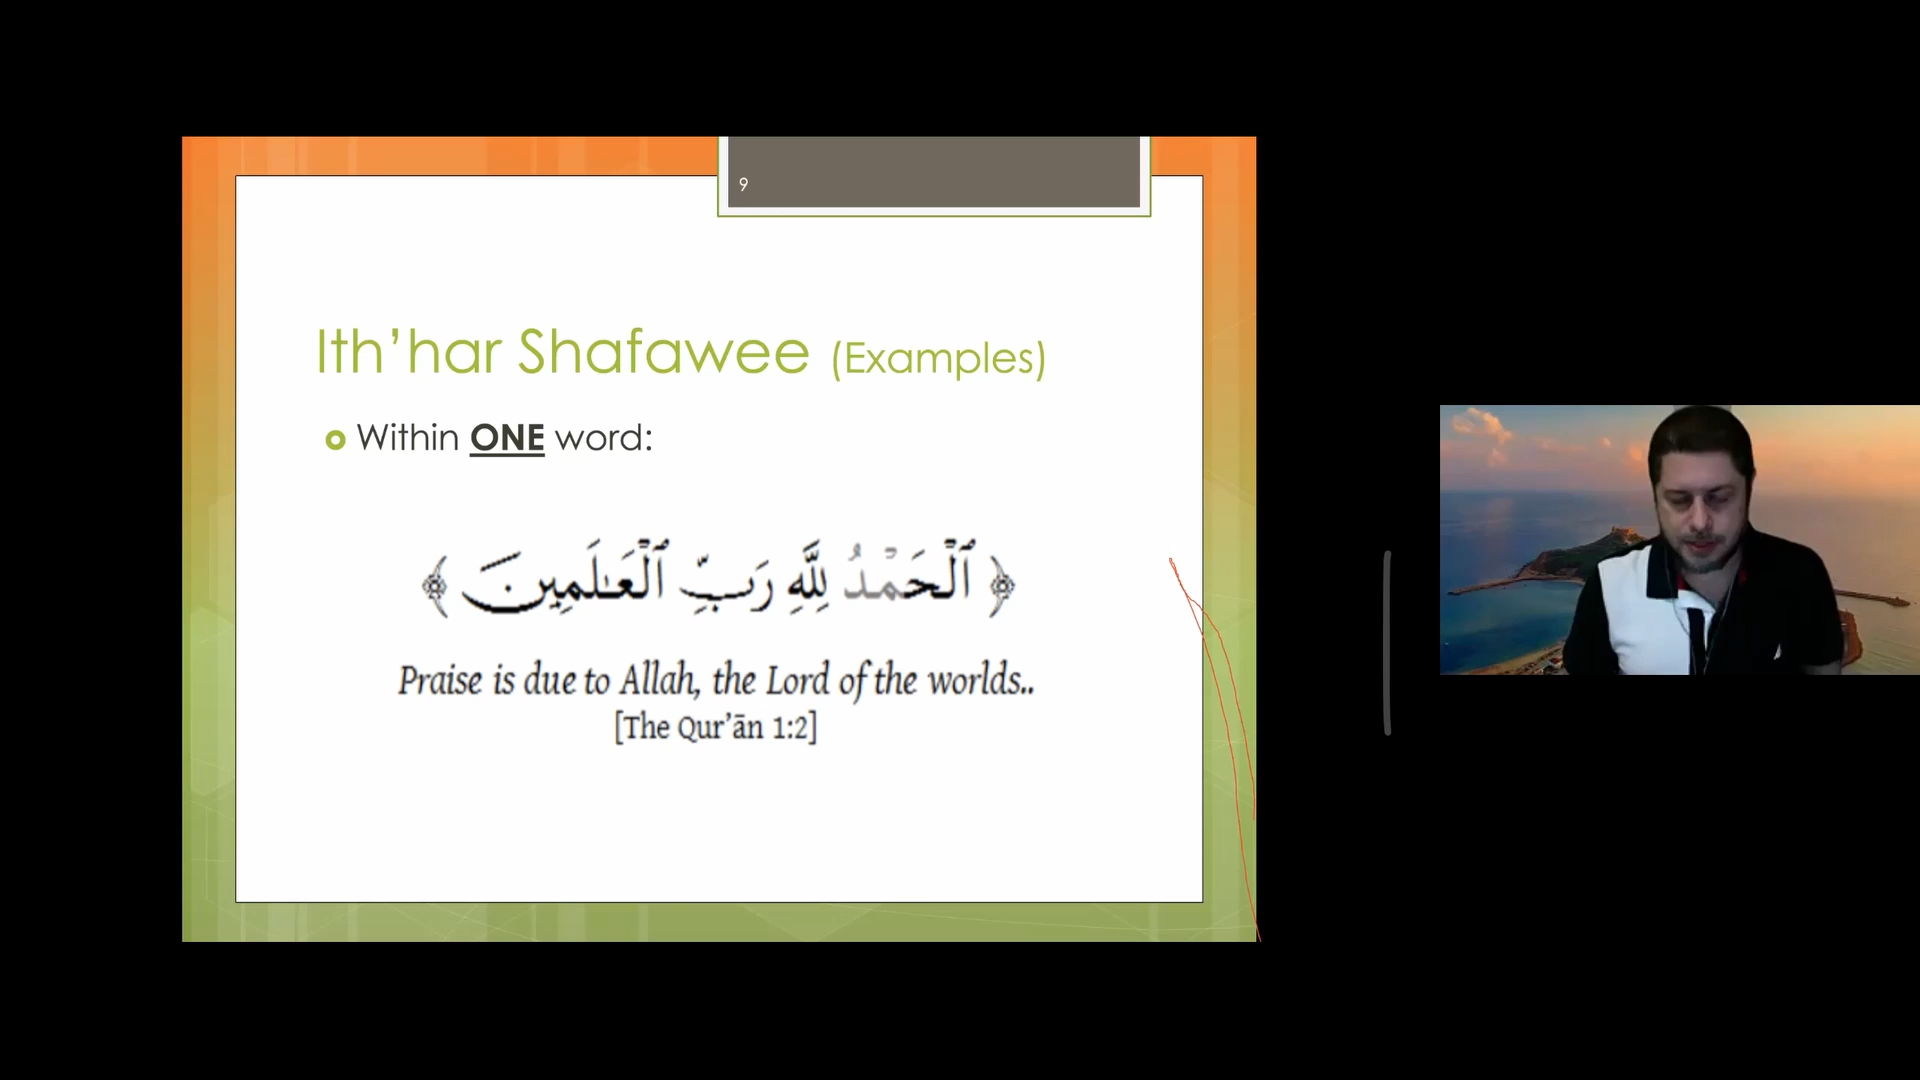 9
Ith’har Shafawee (Examples)
Within ONE word:
﴿ ٱلْحَمْدُ لِلَّهِ رَبِّ ٱلْعَـٰلَمِينَ ﴾
Praise is due to Allah, the Lord of the worlds..
[The Qur’ān 1:2]